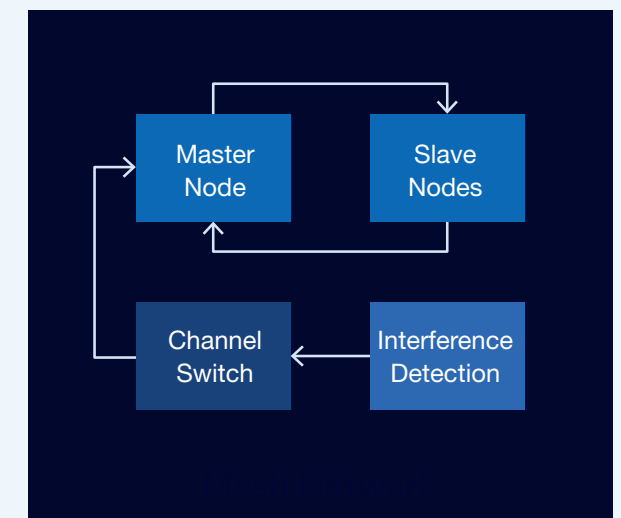 Master
Node
Slave
Nodes
Channel
Switch
Interference
Detection